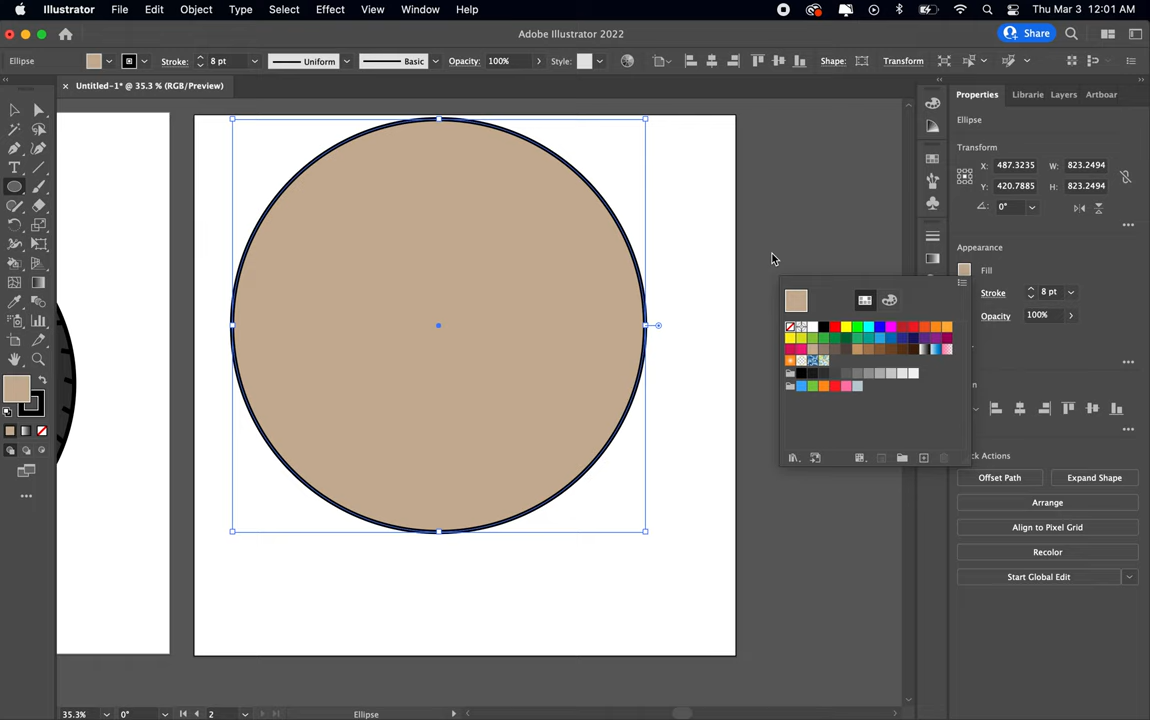 Illustrator File Edit Object Type Select Effect View Window Help Thu Mar 3 12:01 AM
Adobe Illustrator 2022 Share
Ellipse Stroke: 8 pt Uniform Basic Opacity: 100% Style: Shape: Transform
Untitled-1* @ 35.3 % (RGB/Preview)
Properties Librarie Layers Artboar
Ellipse
Transform
X: 487.3235 W: 823.2494
Y: 420.7885 H: 823.2494
0°
Appearance
Fill
Stroke 8 pt
Opacity 100%
Offset Path Expand Shape
Arrange
Align to Pixel Grid
Recolor
Start Global Edit
35.3% 0° 2 Ellipse